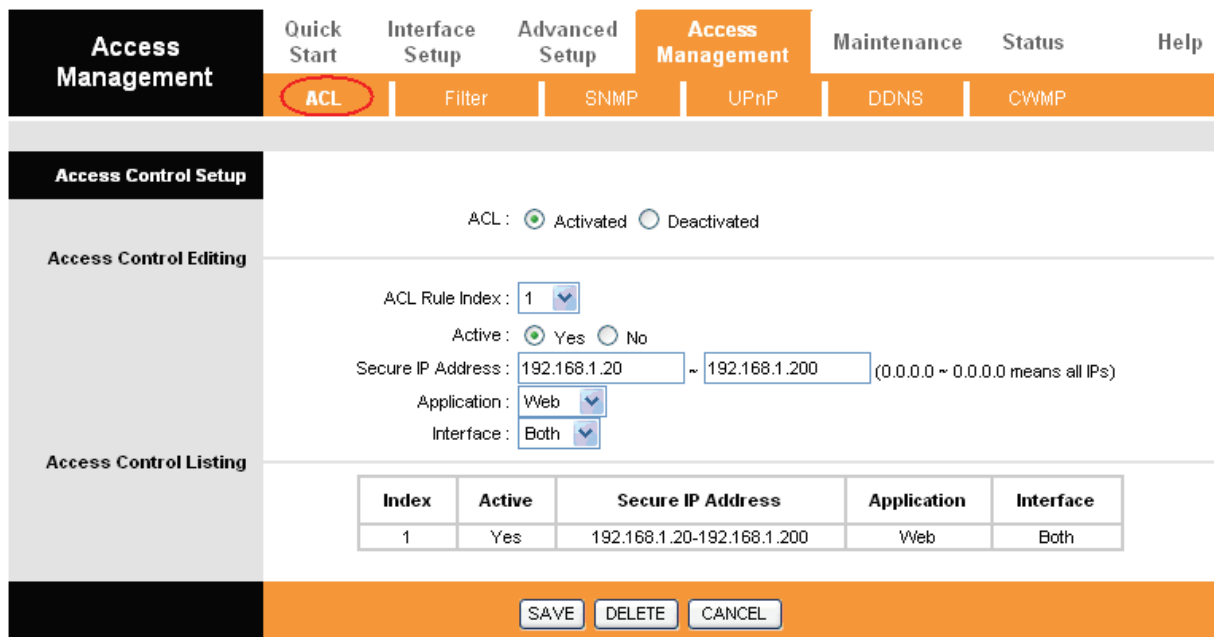 Access Management
Quick Start
Interface Setup
Advanced Setup
Access Management
Maintenance
Status
Help
ACL
Filter
SNMP
UPnP
DDNS
CWMP
Access Control Setup
ACL : Activated Deactivated
Access Control Editing
ACL Rule Index : 1
Active : Yes No
Secure IP Address : 192.168.1.20 ~ 192.168.1.200 (0.0.0.0 ~ 0.0.0.0 means all IPs)
Application : Web
Interface : Both
Access Control Listing
Index Active Secure IP Address Application Interface
1 Yes 192.168.1.20-192.168.1.200 Web Both
SAVE DELETE CANCEL